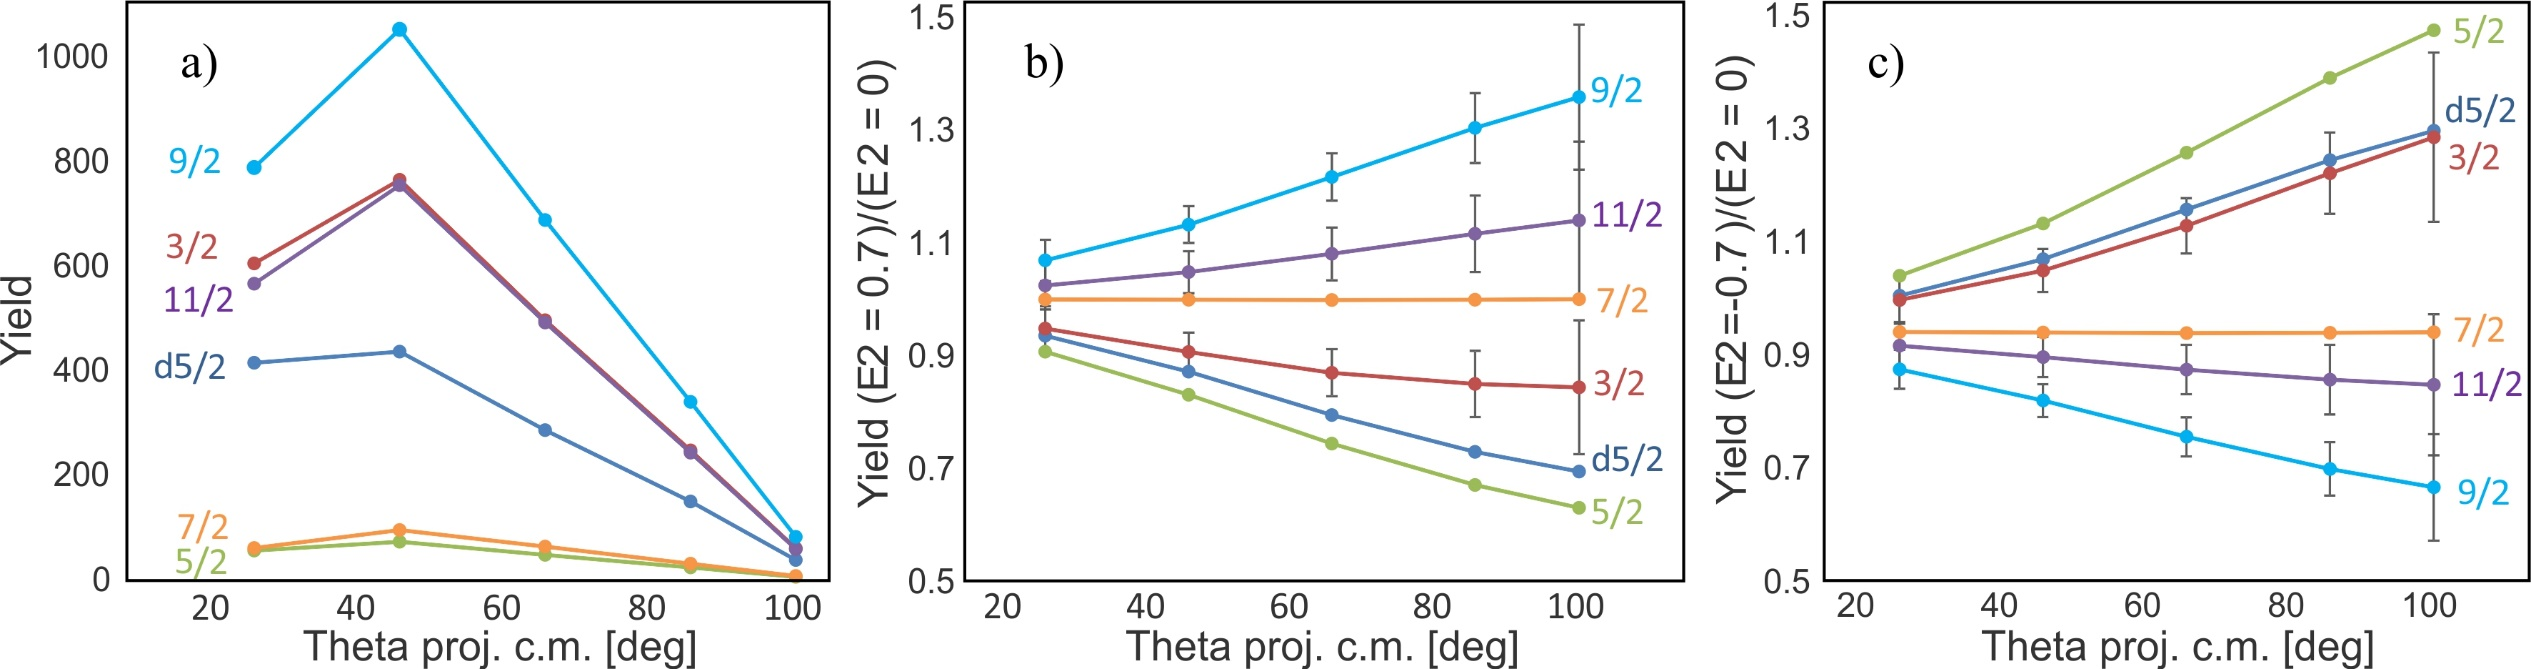 a)
Yield
1000
800
600
400
200
0
9/2
3/2
11/2
d5/2
7/2
5/2
20 40 60 80 100
Theta proj. c.m. [deg]
b)
Yield (E2 = 0.7)/(E2 = 0)
1.5
1.3
1.1
0.9
0.7
0.5
9/2
11/2
7/2
3/2
d5/2
5/2
20 40 60 80 100
Theta proj. c.m. [deg]
c)
Yield (E2=-0.7)/(E2 = 0)
1.5
1.3
1.1
0.9
0.7
0.5
5/2
d5/2
3/2
7/2
11/2
9/2
20 40 60 80 100
Theta proj. c.m. [deg]